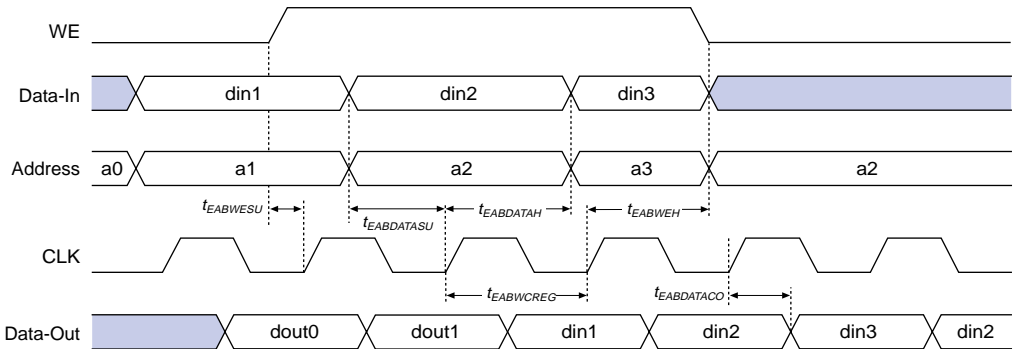 WE
Data-In din1 din2 din3
Address a0 a1 a2 a3 a2
tEABWESU tEABDATASU tEABDATAH tEABWEH
CLK
tEABWCREG tEABDATACO
Data-Out dout0 dout1 din1 din2 din3 din2